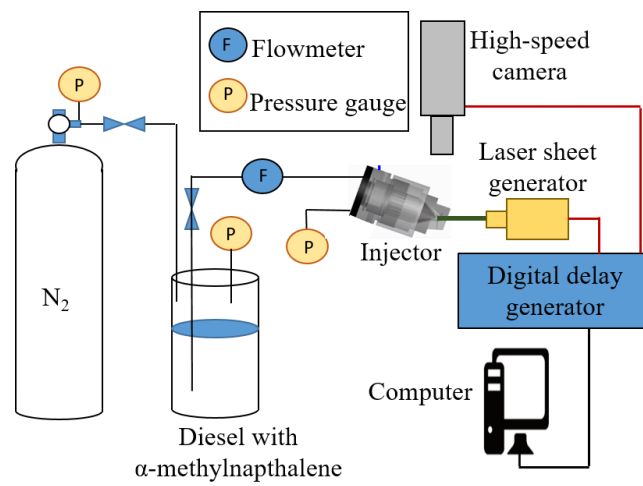 P
F
Flowmeter
P
Pressure gauge
High-speed
camera
Laser sheet
generator
F
P
P
Injector
N₂
Digital delay
generator
Computer
Diesel with
α-methylnapthalene